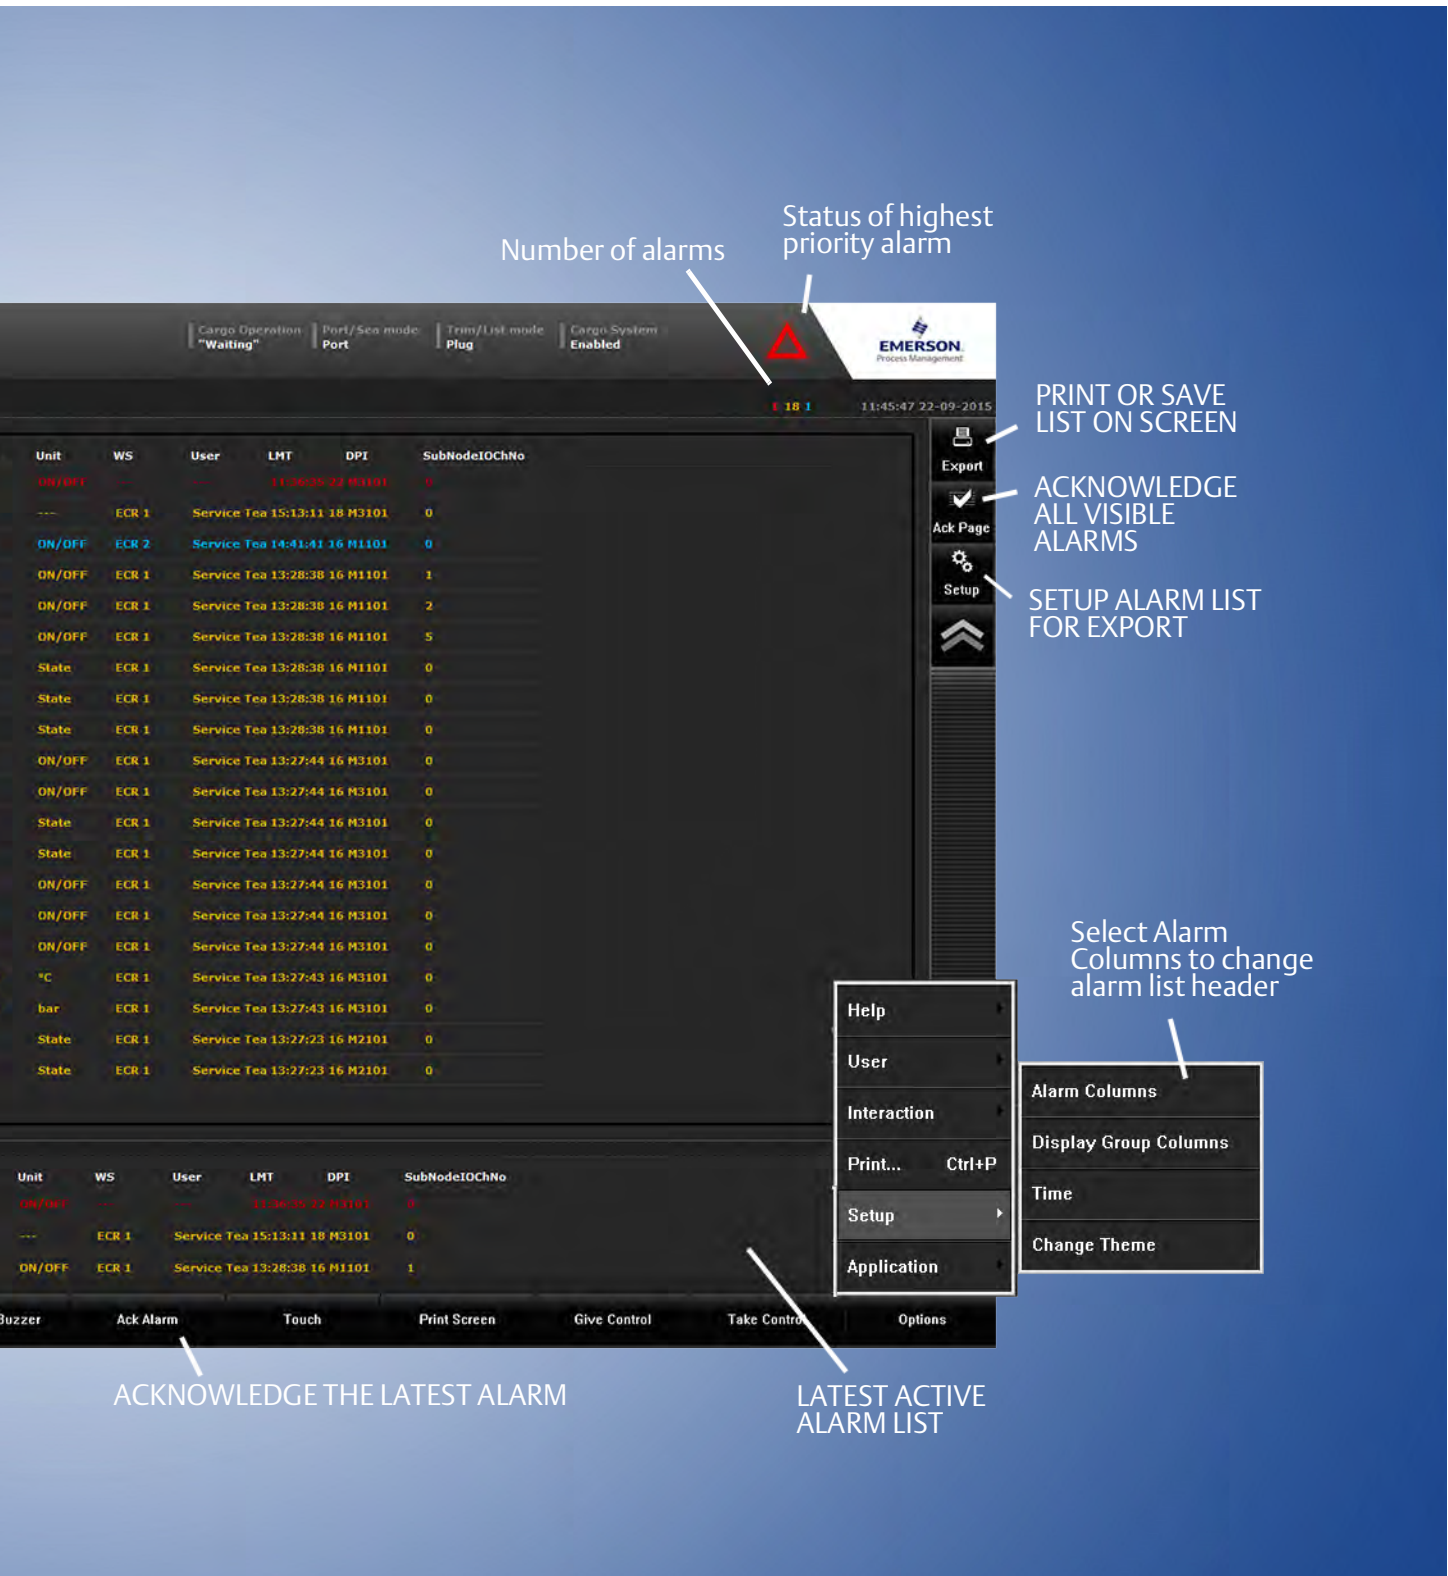 Status of highest
priority alarm
Number of alarms
Cargo Operation Port/Sea mode Trim/List mode Cargo System
"Waiting" Port Plug Enabled
EMERSON
Process Management
1 18 1 11:45:47 22-09-2015
PRINT OR SAVE
LIST ON SCREEN
Export
ACKNOWLEDGE
ALL VISIBLE
ALARMS
Ack Page
Setup
SETUP ALARM LIST
FOR EXPORT
Unit WS User LMT DPI SubNodeIOChNo
ON/OFF --- --- M3101 0
--- ECR 1 Service Tea 15:13:11 18 M3101 0
ON/OFF ECR 2 Service Tea 14:41:41 16 M1101 0
ON/OFF ECR 1 Service Tea 13:28:38 16 M1101 1
ON/OFF ECR 1 Service Tea 13:28:38 16 M1101 2
ON/OFF ECR 1 Service Tea 13:28:38 16 M1101 5
State ECR 1 Service Tea 13:28:38 16 M1101 0
State ECR 1 Service Tea 13:28:38 16 M1101 0
State ECR 1 Service Tea 13:28:38 16 M1101 0
ON/OFF ECR 1 Service Tea 13:27:44 16 M3101 0
ON/OFF ECR 1 Service Tea 13:27:44 16 M3101 0
State ECR 1 Service Tea 13:27:44 16 M3101 0
State ECR 1 Service Tea 13:27:44 16 M3101 0
ON/OFF ECR 1 Service Tea 13:27:44 16 M3101 0
ON/OFF ECR 1 Service Tea 13:27:44 16 M3101 0
ON/OFF ECR 1 Service Tea 13:27:44 16 M3101 0
°C ECR 1 Service Tea 13:27:43 16 M3101 0
bar ECR 1 Service Tea 13:27:43 16 M3101 0
State ECR 1 Service Tea 13:27:23 16 M2101 0
State ECR 1 Service Tea 13:27:23 16 M2101 0
Select Alarm
Columns to change
alarm list header
Help
User
Interaction
Print... Ctrl+P
Setup
Application
Alarm Columns
Display Group Columns
Time
Change Theme
Unit WS User LMT DPI SubNodeIOChNo
ON/OFF --- --- M3101 0
--- ECR 1 Service Tea 15:13:11 18 M3101 0
ON/OFF ECR 1 Service Tea 13:28:38 16 M1101 1
Buzzer Ack Alarm Touch Print Screen Give Control Take Control Options
ACKNOWLEDGE THE LATEST ALARM
LATEST ACTIVE
ALARM LIST